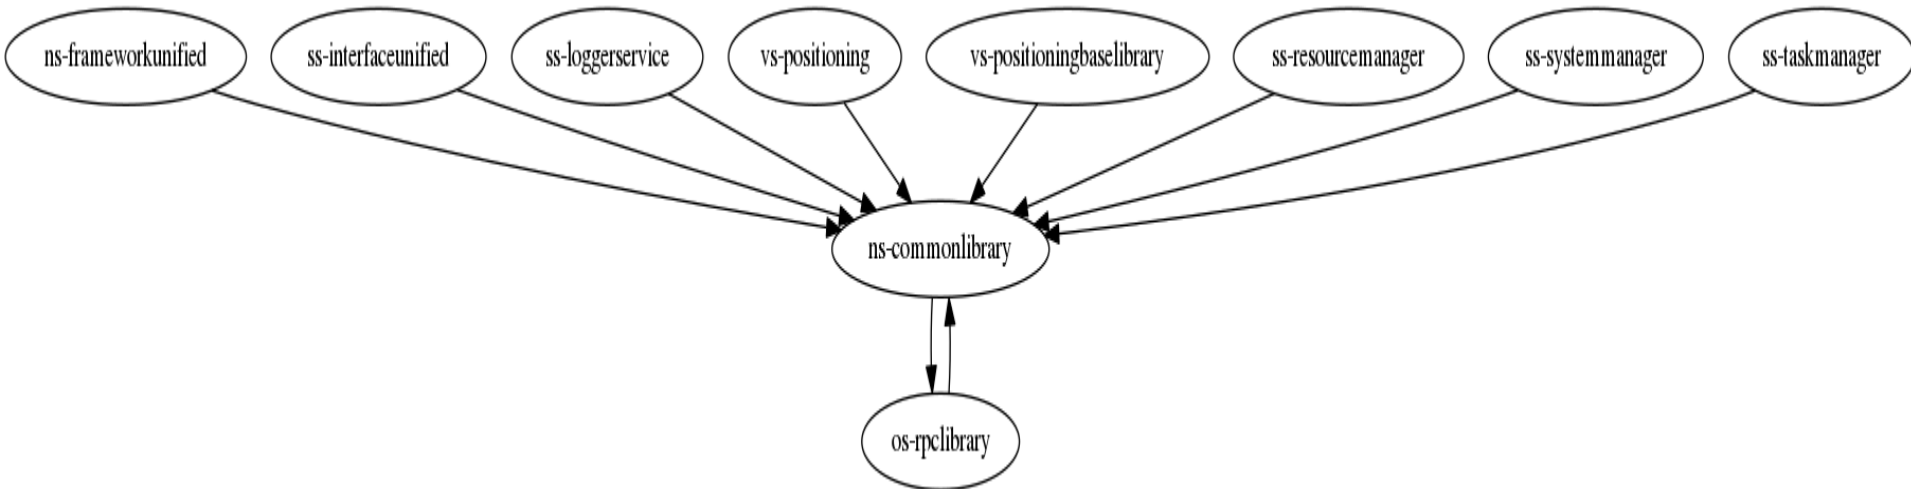 ns-frameworkunified
ss-interfaceunified
ss-loggerservice
vs-positioning
vs-positioningbaselibrary
ss-resourcemanager
ss-systemmanager
ss-taskmanager
ns-commonlibrary
os-rpclibrary